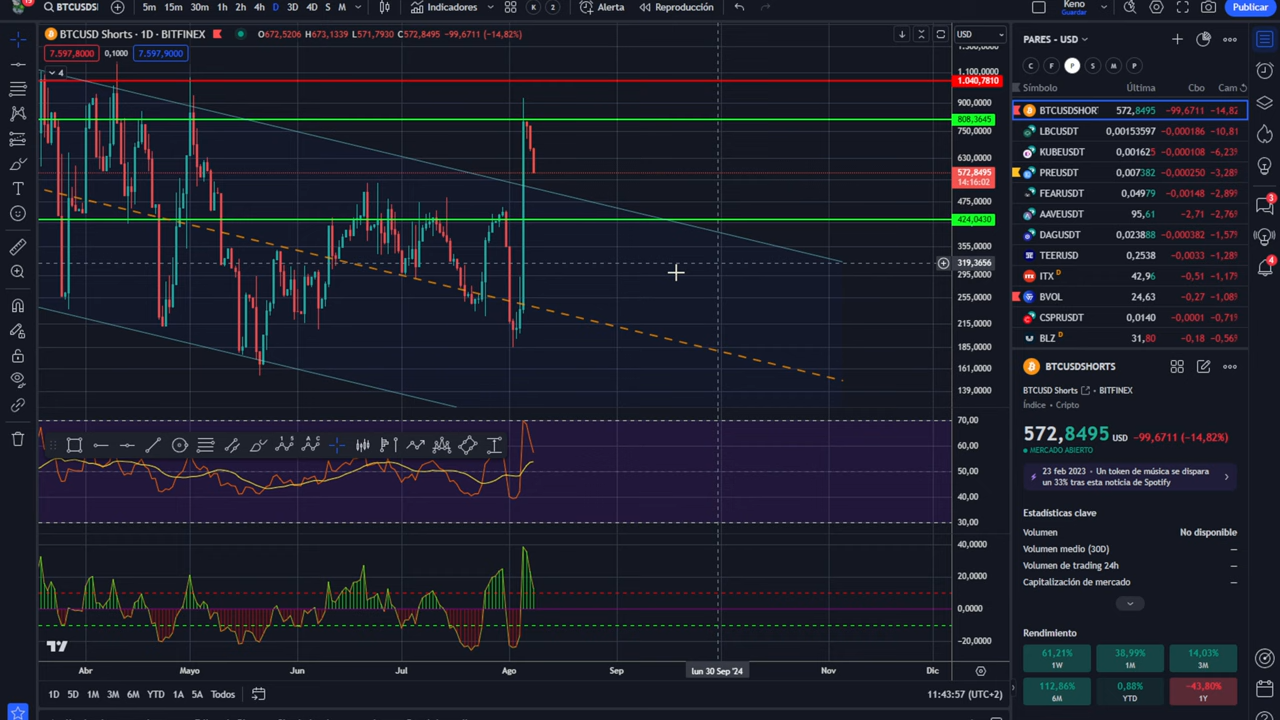 BTCUSDS
5m 15m 30m 1h 2h 4h D 3D 4D S M
Indicadores
K 2
Alerta
Reproducción
Keno
Guardar
Publicar
BTCUSD Shorts · 1D · BITFINEX
O672,5206 H673,1339 L571,7930 C572,8495 -99,6711 (-14,82%)
USD
7.597,8000 0,1000 7.597,9000
4
1.100,0000
1.040,7810
900,0000
808,3645
750,0000
630,0000
572,8495
14:16:02
475,0000
424,0430
355,0000
319,3656
295,0000
255,0000
215,0000
185,0000
161,0000
139,0000
70,00
60,00
50,00
40,00
30,00
40,0000
20,0000
0,0000
-20,0000
Abr Mayo Jun Jul Ago Sep lun 30 Sep '24 Nov Dic
1D 5D 1M 3M 6M YTD 1A 5A Todos
11:43:57 (UTC+2)
PARES - USD
C F P S M P
Símbolo Última Cbo Cam
BTCUSDSHOR 572,8495 -99,6711 -14,82
LBCUSDT 0,00153597 -0,000186 -10,81
KUBEUSDT 0,001625 -0,000108 -6,23
PREUSDT 0,007382 -0,000250 -3,28
FEARUSDT 0,04979 -0,00148 -2,89
AAVEUSDT 95,61 -2,71 -2,76
DAGUSDT 0,023888 -0,000382 -1,57
TEERUSD 0,2538 -0,0033 -1,28
ITX D 42,96 -0,51 -1,17
BVOL 24,63 -0,27 -1,08
CSPRUSDT 0,0140 -0,0001 -0,71
BLZ D 31,80 -0,18 -0,56
3
4
BTCUSDSHORTS
BTCUSD Shorts · BITFINEX
Índice · Cripto
572,8495 USD -99,6711 (-14,82%)
MERCADO ABIERTO
23 feb 2023 · Un token de música se dispara
un 33% tras esta noticia de Spotify
Estadísticas clave
Volumen No disponible
Volumen medio (30D) —
Volumen de trading 24h —
Capitalización de mercado —
Rendimiento
61,21% 38,99% 14,03%
1W 1M 3M
112,86% 0,88% -43,80%
6M YTD 1Y